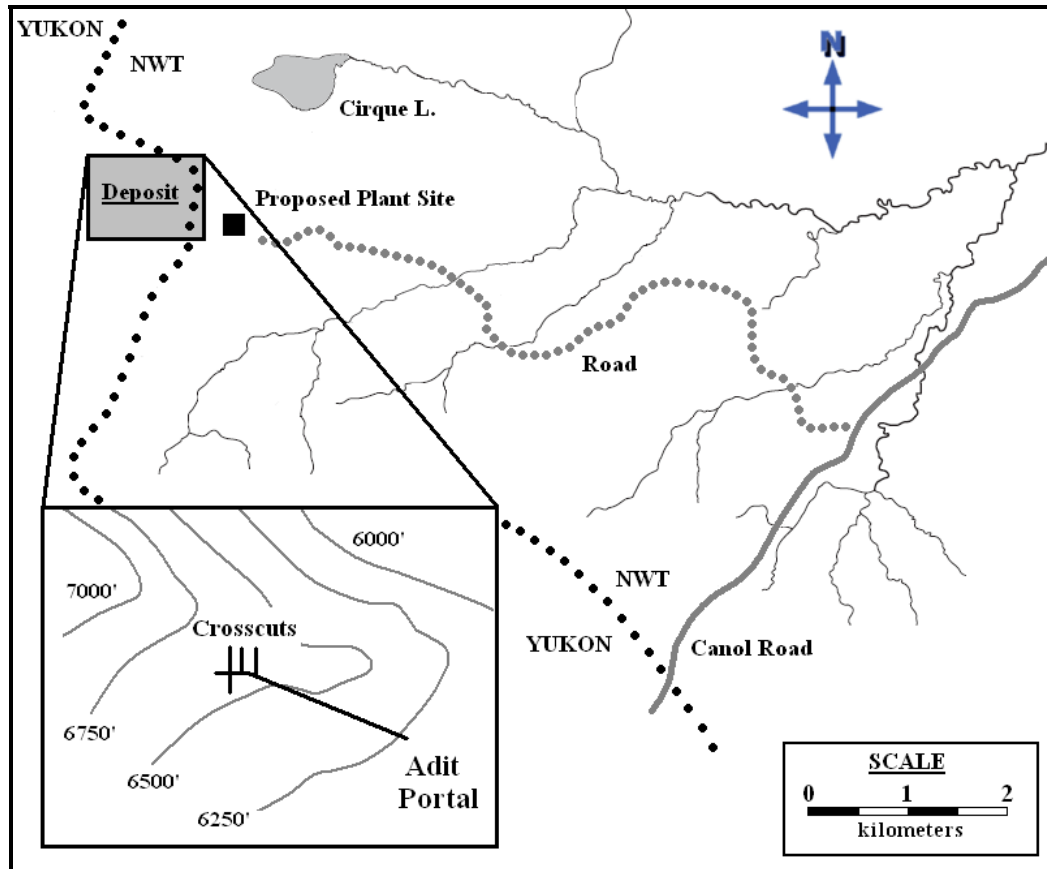 YUKON
NWT
N
Cirque L.
Deposit
Proposed Plant Site
Road
NWT
YUKON
Canol Road
6000'
7000'
Crosscuts
6750'
6500'
6250'
Adit
Portal
SCALE
0 1 2
kilometers